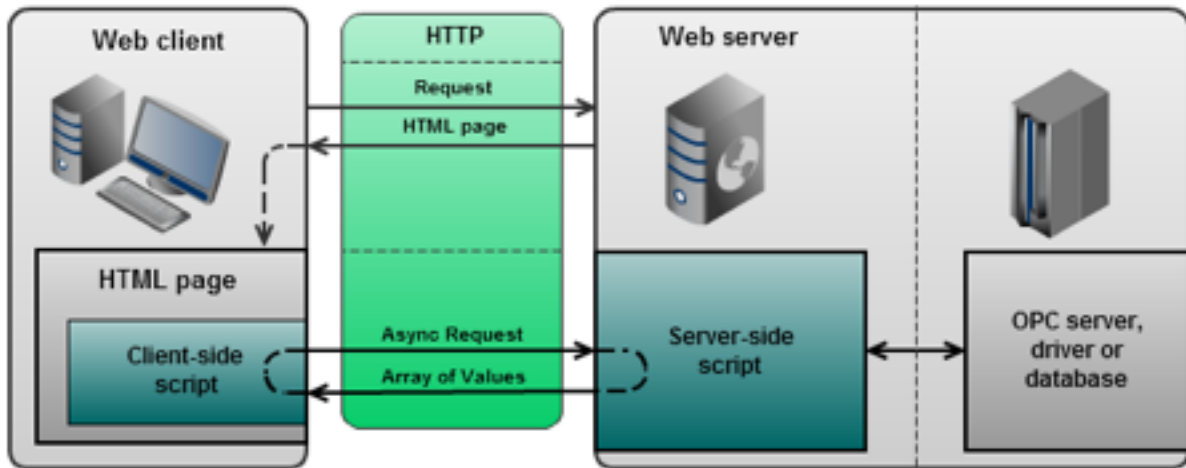 Web client
HTTP
Web server
Request
HTML page
HTML page
Async Request
Array of Values
Client-side
script
Server-side
script
OPC server,
driver or
database